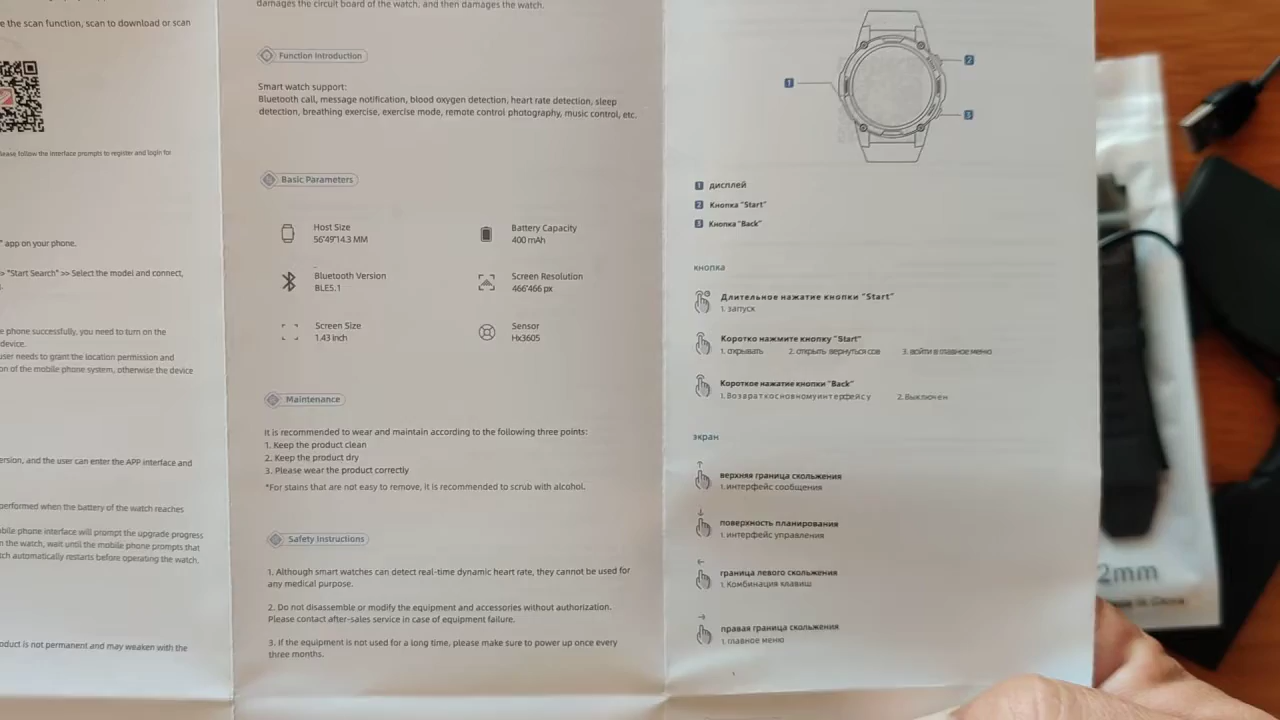 e the scan function, scan to download or scan
lease follow the interface prompts to register and login for
" app on your phone.
> "Start Search" >> Select the model and connect,
e phone successfully, you need to turn on the
device.
user needs to grant the location permission and
on of the mobile phone system, otherwise the device
ersion, and the user can enter the APP interface and
performed when the battery of the watch reaches
obile phone interface will prompt the upgrade progress
n the watch, wait until the mobile phone prompts that
tch automatically restarts before operating the watch.
oduct is not permanent and may weaken with the
damages the circuit board of the watch, and then damages the watch.
Function Introduction
Smart watch support:
Bluetooth call, message notification, blood oxygen detection, heart rate detection, sleep
detection, breathing exercise, exercise mode, remote control photography, music control, etc.
Basic Parameters
Host Size
56*49*14.3 MM
Battery Capacity
400 mAh
Bluetooth Version
BLE5.1
Screen Resolution
466*466 px
Screen Size
1.43 Inch
Sensor
Hx3605
Maintenance
It is recommended to wear and maintain according to the following three points:
1. Keep the product clean
2. Keep the product dry
3. Please wear the product correctly
*For stains that are not easy to remove, it is recommended to scrub with alcohol.
Safety Instructions
1. Although smart watches can detect real-time dynamic heart rate, they cannot be used for
any medical purpose.
2. Do not disassemble or modify the equipment and accessories without authorization.
Please contact after-sales service in case of equipment failure.
3. If the equipment is not used for a long time, please make sure to power up once every
three months.
1
2
3
1 дисплей
2 Кнопка "Start"
3 Кнопка "Back"
кнопка
Длительное нажатие кнопки "Start"
1. запуск
Коротко нажмите кнопку "Start"
1. открывать 2. открыть вернуться сов 3. войти в главное меню
Короткое нажатие кнопки "Back"
1. Возврат к основному интерфейсу 2. Выключен
экран
верхняя граница скольжения
1. интерфейс сообщения
поверхность планирования
1. интерфейс управления
граница левого скольжения
1. Комбинация клавиш
правая граница скольжения
1. главное меню
2mm
in China